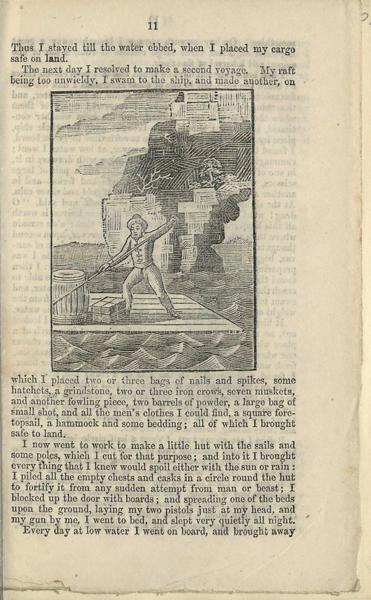 11
Thus I stayed till the water ebbed, when I placed my cargo
safe on land.
The next day I resolved to make a second voyage. My raft
being too unwieldy, I swam to the ship, and made another, on
which I placed two or three bags of nails and spikes, some
hatchets, a grindstone, two or three iron crows, seven muskets,
and another fowling piece, two barrels of powder, a large bag of
small shot, and all the men's clothes I could find, a square fore-
topsail, a hammock and some bedding; all of which I brought
safe to land.
I now went to work to make a little hut with the sails and
some poles, which I cut for that purpose; and into it I brought
every thing that I knew would spoil either with the sun or rain:
I piled all the empty chests and casks in a circle round the hut
to fortify it from any sudden attempt from man or beast; I
blocked up the door with boards; and spreading one of the beds
upon the ground, laying my two pistols just at my head, and
my gun by me, I went to bed, and slept very quietly all night.
Every day at low water I went on board, and brought away